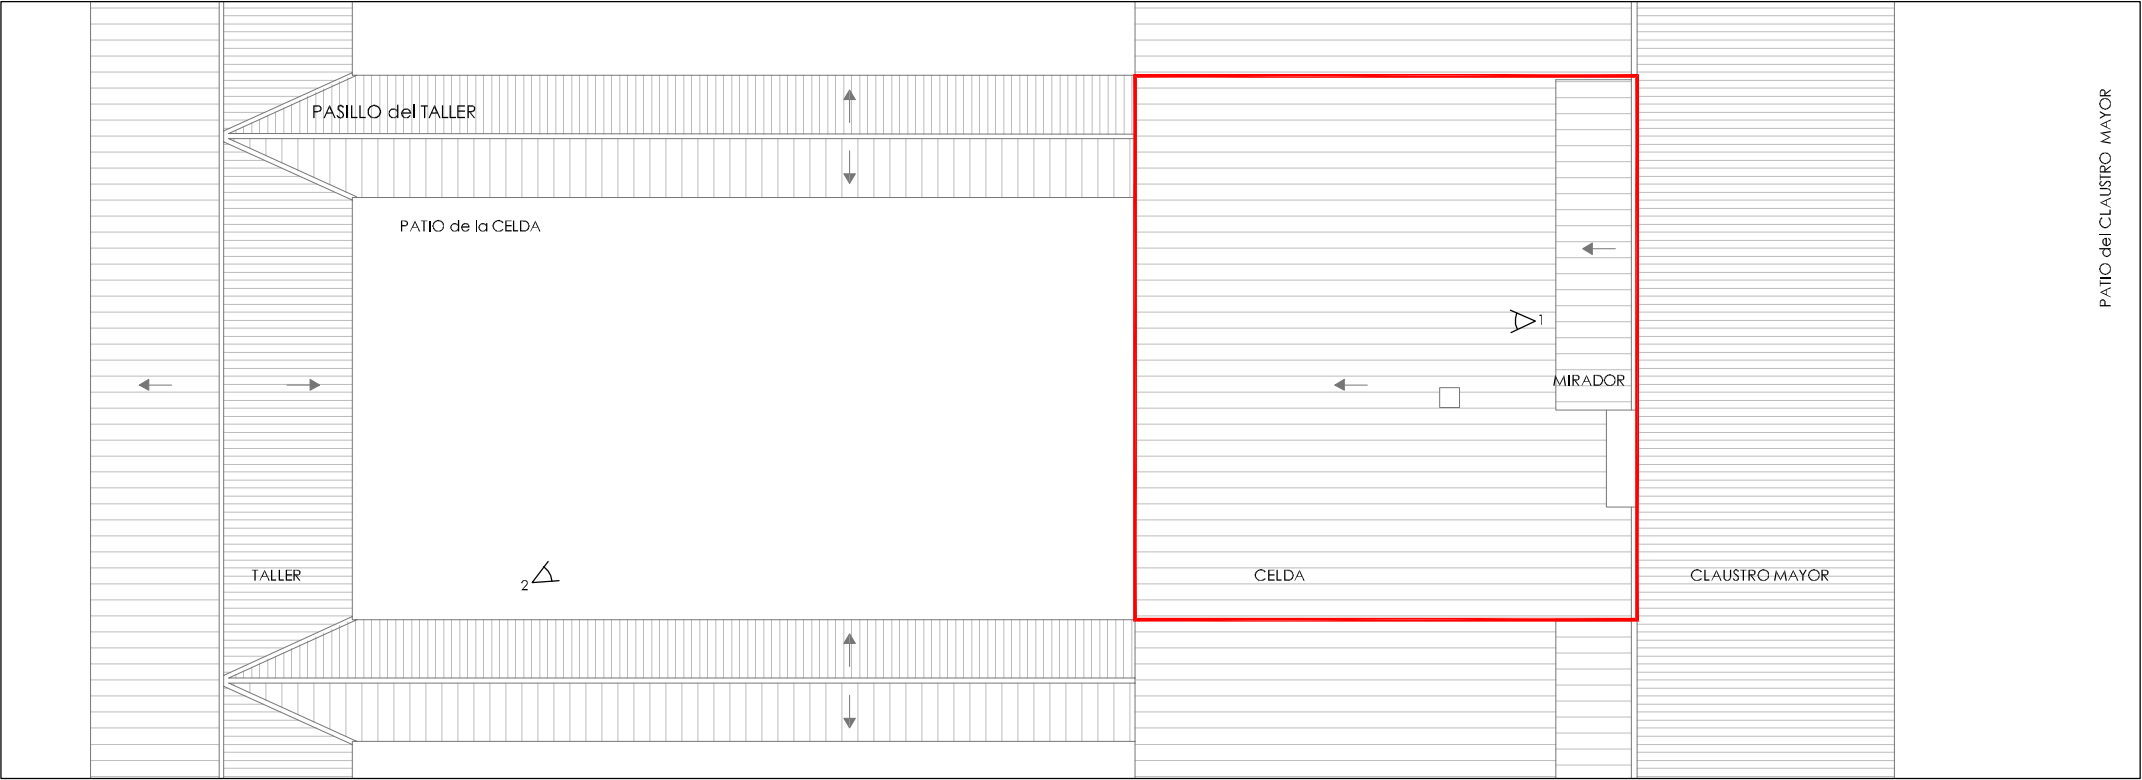 PASILLO del TALLER
PATIO de la CELDA
PATIO del CLAUSTRO MAYOR
1
MIRADOR
TALLER
2
CELDA
CLAUSTRO MAYOR